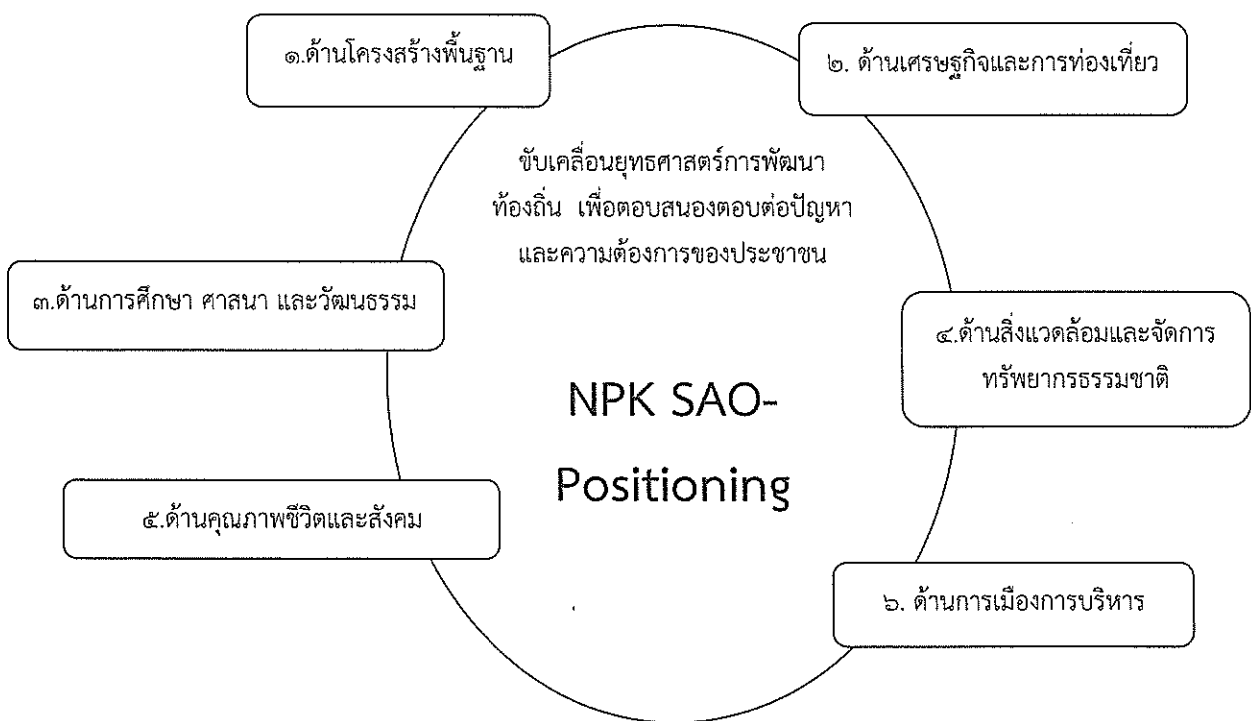 ๑.ด้านโครงสร้างพื้นฐาน
๒. ด้านเศรษฐกิจและการท่องเที่ยว
ขับเคลื่อนยุทธศาสตร์การพัฒนา
ท้องถิ่น เพื่อตอบสนองตอบต่อปัญหา
และความต้องการของประชาชน
๓.ด้านการศึกษา ศาสนา และวัฒนธรรม
๔.ด้านสิ่งแวดล้อมและจัดการ
ทรัพยากรธรรมชาติ
NPK SAO-
Positioning
๕.ด้านคุณภาพชีวิตและสังคม
๖. ด้านการเมืองการบริหาร